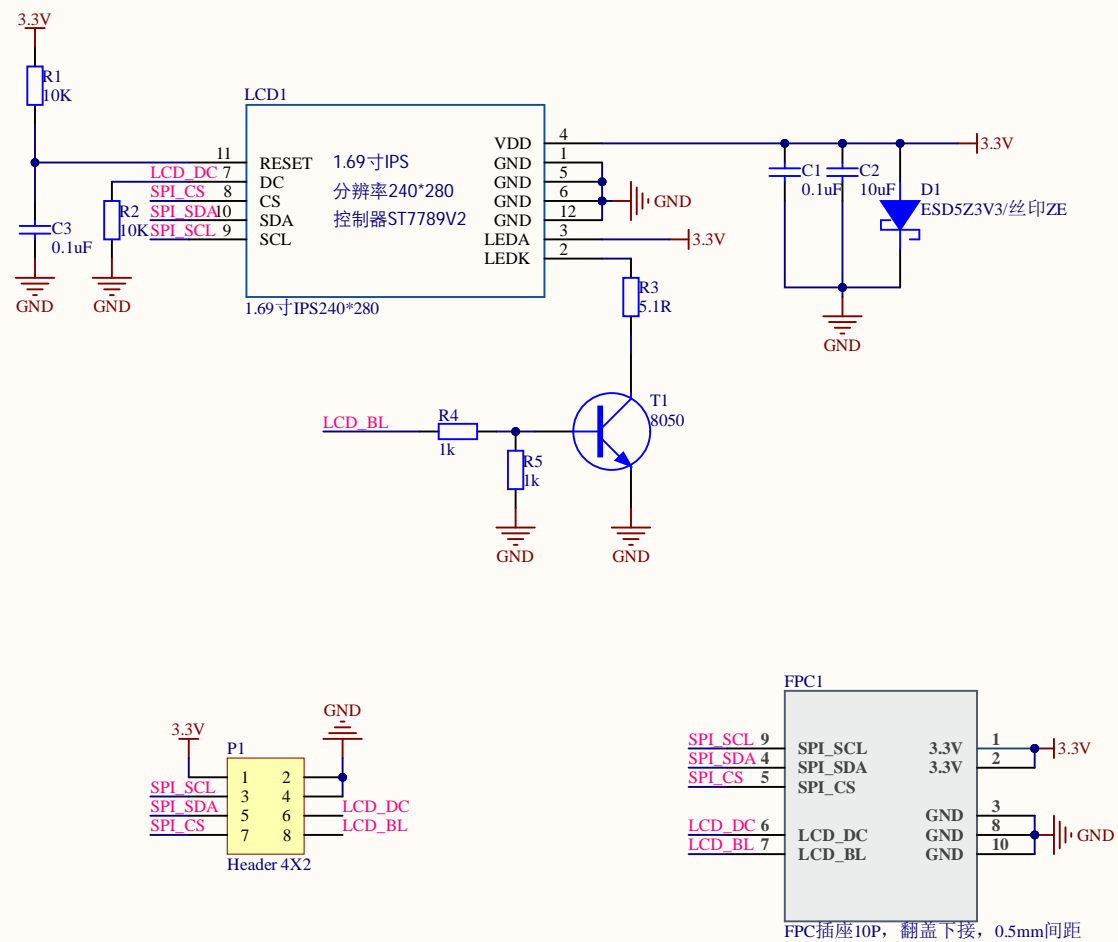 3.3V
R1
10K
LCD1
11 RESET
LCD_DC 7 DC
SPI_CS 8 CS
SPI_SDA 10 SDA
SPI_SCL 9 SCL
1.69寸IPS
分辨率240*280
控制器ST7789V2
VDD 4
GND 1
GND 5
GND 6
GND 12
LEDA 3
LEDK 2
3.3V
GND
3.3V
C1
0.1uF
C2
10uF
D1
ESD5Z3V3/丝印ZE
GND
R2
10K
C3
0.1uF
GND
GND
1.69寸IPS240*280
R3
5.1R
T1
8050
LCD_BL
R4
1k
R5
1k
GND
GND
3.3V
GND
P1
1 2
SPI_SCL 3 4
SPI_SDA 5 6 LCD_DC
SPI_CS 7 8 LCD_BL
Header 4X2
FPC1
SPI_SCL 9 SPI_SCL 3.3V 1 3.3V
SPI_SDA 4 SPI_SDA 3.3V 2
SPI_CS 5 SPI_CS
GND 3
LCD_DC 6 LCD_DC GND 8 GND
LCD_BL 7 LCD_BL GND 10
FPC插座10P，翻盖下接，0.5mm间距